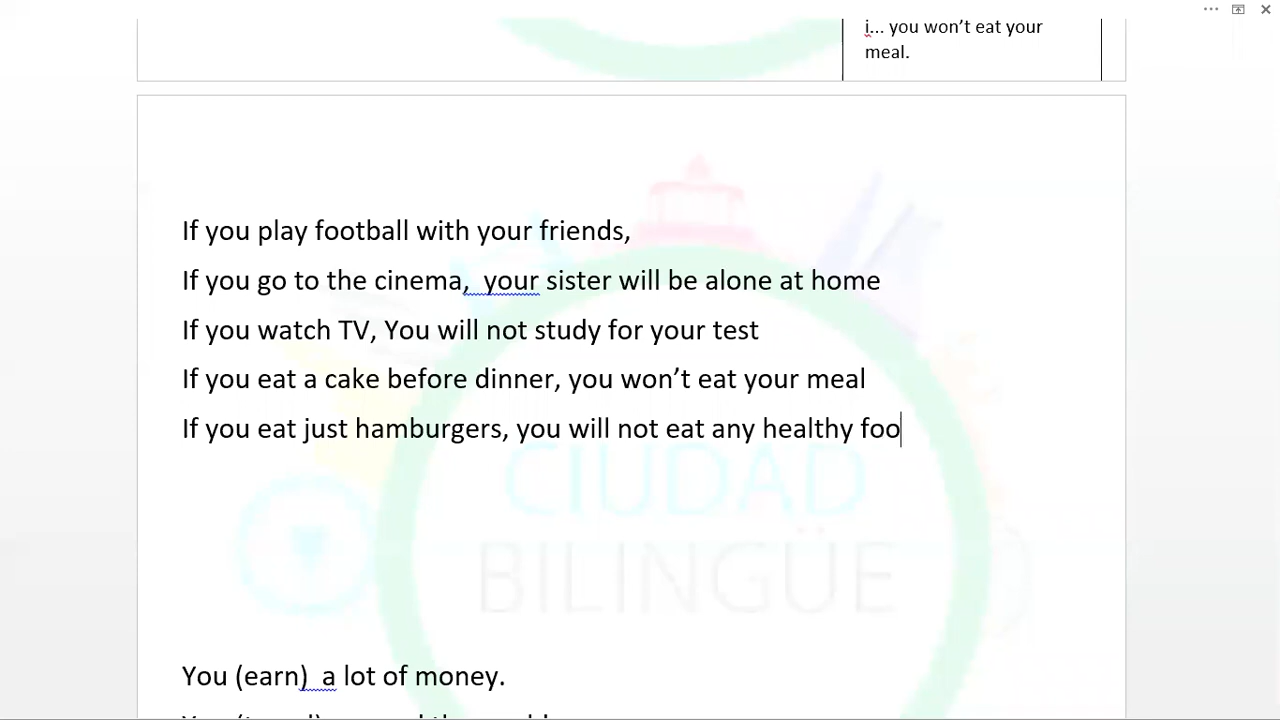 i... you won’t eat your
meal.
If you play football with your friends,
If you go to the cinema,  your sister will be alone at home
If you watch TV, You will not study for your test
If you eat a cake before dinner, you won’t eat your meal
If you eat just hamburgers, you will not eat any healthy foo
CIUDAD
BILINGÜE
You (earn)  a lot of money.